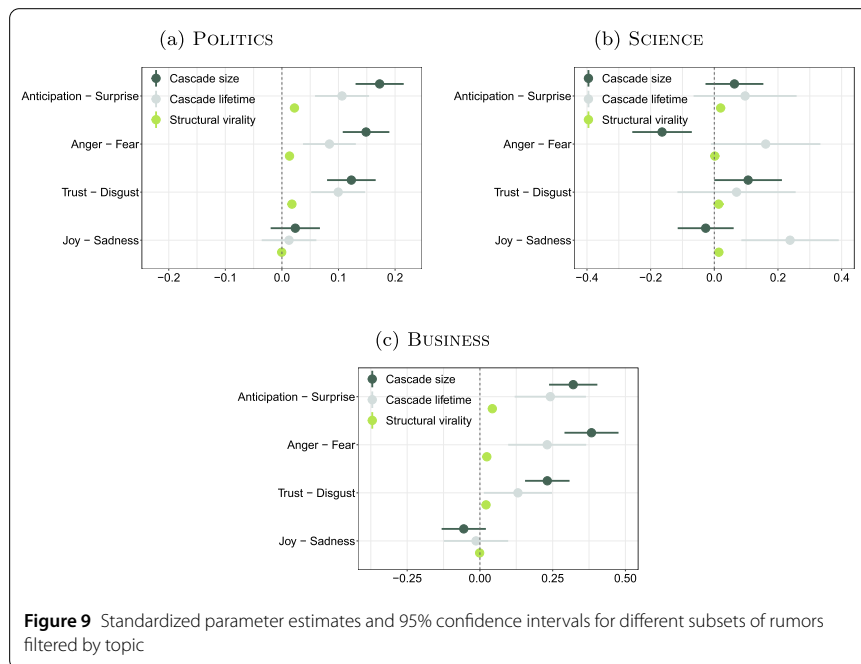 (a) POLITICS
Cascade size
Cascade lifetime
Structural virality
Anticipation – Surprise
Anger – Fear
Trust – Disgust
Joy – Sadness
−0.2 −0.1 0.0 0.1 0.2
(b) SCIENCE
Cascade size
Cascade lifetime
Structural virality
Anticipation – Surprise
Anger – Fear
Trust – Disgust
Joy – Sadness
−0.4 −0.2 0.0 0.2 0.4
(c) BUSINESS
Cascade size
Cascade lifetime
Structural virality
Anticipation – Surprise
Anger – Fear
Trust – Disgust
Joy – Sadness
−0.25 0.00 0.25 0.50
Figure 9 Standardized parameter estimates and 95% confidence intervals for different subsets of rumors
filtered by topic